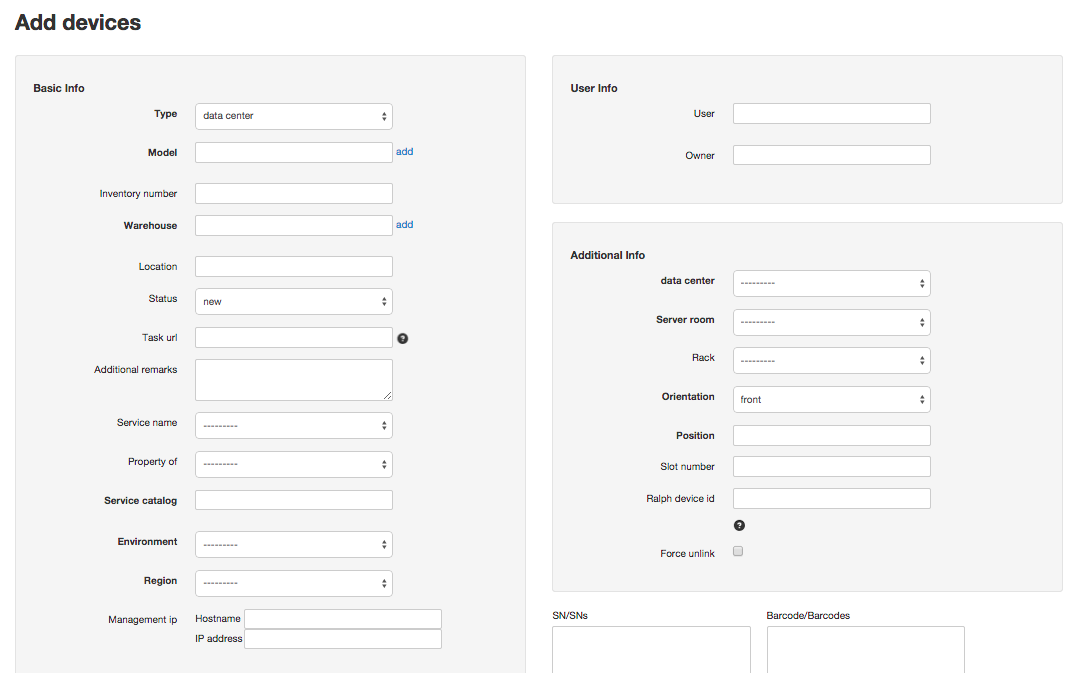 Add devices
Basic Info
Type data center
Model add
Inventory number
Warehouse add
Location
Status new
Task url ?
Additional remarks
Service name ---------
Property of ---------
Service catalog
Environment ---------
Region ---------
Management ip Hostname
IP address
User Info
User
Owner
Additional Info
data center ---------
Server room ---------
Rack ---------
Orientation front
Position
Slot number
Ralph device id
?
Force unlink
SN/SNs Barcode/Barcodes